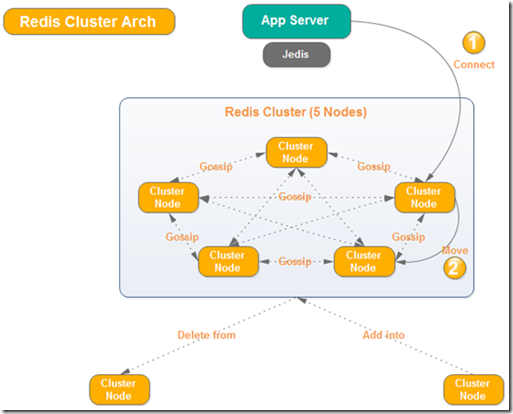 Redis Cluster Arch
App Server
Jedis
1
Connect
Redis Cluster (5 Nodes)
Cluster
Node
Gossip
Gossip
Cluster
Node
Gossip
Cluster
Node
Gossip
Gossip
Cluster
Node
Gossip
Cluster
Node
Move
2
Delete from
Add into
Cluster
Node
Cluster
Node